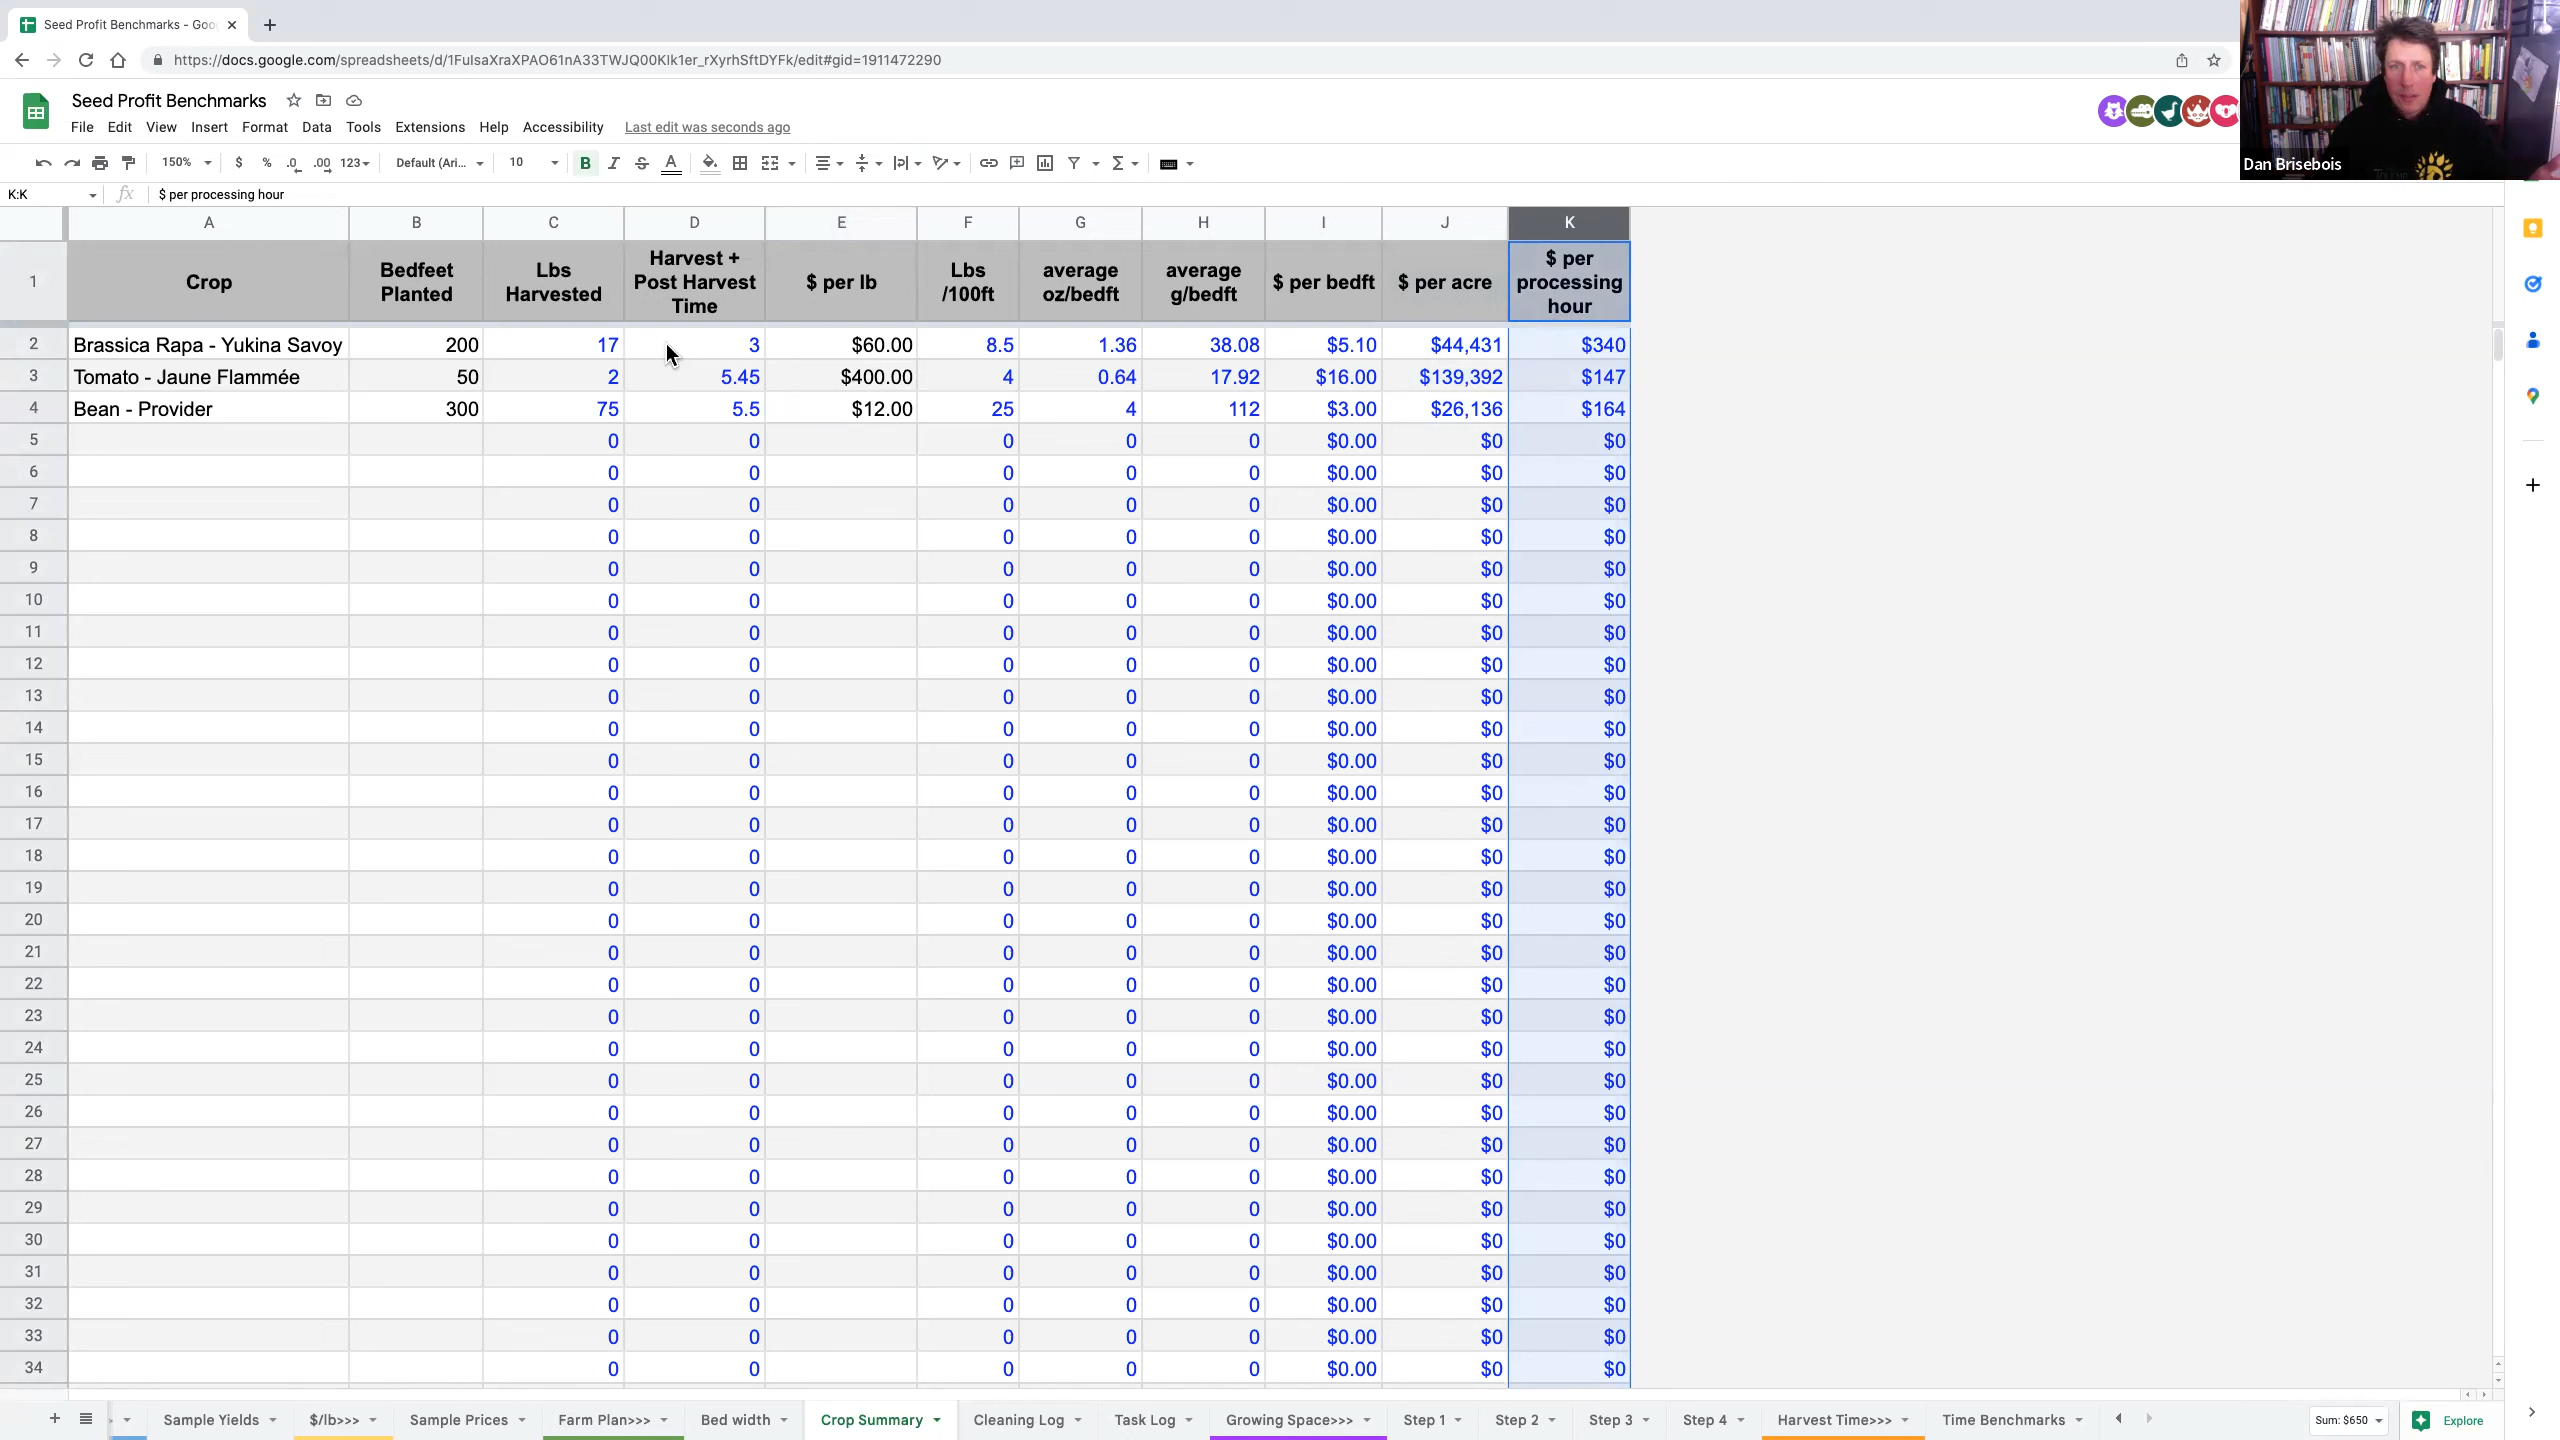 Seed Profit Benchmarks - Goo
https://docs.google.com/spreadsheets/d/1FulsaXraXPAO61nA33TWJQ00Klk1er_rXyrhSftDYFk/edit#gid=1911472290
Seed Profit Benchmarks
File Edit View Insert Format Data Tools Extensions Help Accessibility Last edit was seconds ago
150% $ % .0 .00 123 Default (Ari... 10 B I S A
Dan Brisebois
K:K fx $ per processing hour
A B C D E F G H I J K
1 Crop Bedfeet Planted Lbs Harvested Harvest + Post Harvest Time $ per lb Lbs /100ft average oz/bedft average g/bedft $ per bedft $ per acre $ per processing hour
2 Brassica Rapa - Yukina Savoy 200 17 3 $60.00 8.5 1.36 38.08 $5.10 $44,431 $340
3 Tomato - Jaune Flammée 50 2 5.45 $400.00 4 0.64 17.92 $16.00 $139,392 $147
4 Bean - Provider 300 75 5.5 $12.00 25 4 112 $3.00 $26,136 $164
5 0 0 0 0 0 $0.00 $0 $0
6 0 0 0 0 0 $0.00 $0 $0
7 0 0 0 0 0 $0.00 $0 $0
8 0 0 0 0 0 $0.00 $0 $0
9 0 0 0 0 0 $0.00 $0 $0
10 0 0 0 0 0 $0.00 $0 $0
11 0 0 0 0 0 $0.00 $0 $0
12 0 0 0 0 0 $0.00 $0 $0
13 0 0 0 0 0 $0.00 $0 $0
14 0 0 0 0 0 $0.00 $0 $0
15 0 0 0 0 0 $0.00 $0 $0
16 0 0 0 0 0 $0.00 $0 $0
17 0 0 0 0 0 $0.00 $0 $0
18 0 0 0 0 0 $0.00 $0 $0
19 0 0 0 0 0 $0.00 $0 $0
20 0 0 0 0 0 $0.00 $0 $0
21 0 0 0 0 0 $0.00 $0 $0
22 0 0 0 0 0 $0.00 $0 $0
23 0 0 0 0 0 $0.00 $0 $0
24 0 0 0 0 0 $0.00 $0 $0
25 0 0 0 0 0 $0.00 $0 $0
26 0 0 0 0 0 $0.00 $0 $0
27 0 0 0 0 0 $0.00 $0 $0
28 0 0 0 0 0 $0.00 $0 $0
29 0 0 0 0 0 $0.00 $0 $0
30 0 0 0 0 0 $0.00 $0 $0
31 0 0 0 0 0 $0.00 $0 $0
32 0 0 0 0 0 $0.00 $0 $0
33 0 0 0 0 0 $0.00 $0 $0
34 0 0 0 0 0 $0.00 $0 $0
Sample Yields $/lb>>> Sample Prices Farm Plan>>> Bed width Crop Summary Cleaning Log Task Log Growing Space>>> Step 1 Step 2 Step 3 Step 4 Harvest Time>>> Time Benchmarks Sum: $650 Explore